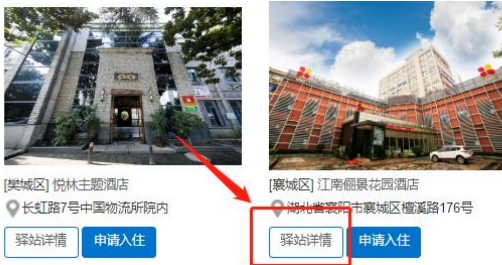 [樊城区] 悦林主题酒店
长虹路7号中国物流所院内
驿站详情 申请入住
[襄城区] 江南俪景花园酒店
湖北省襄阳市襄城区檀溪路176号
驿站详情 申请入住